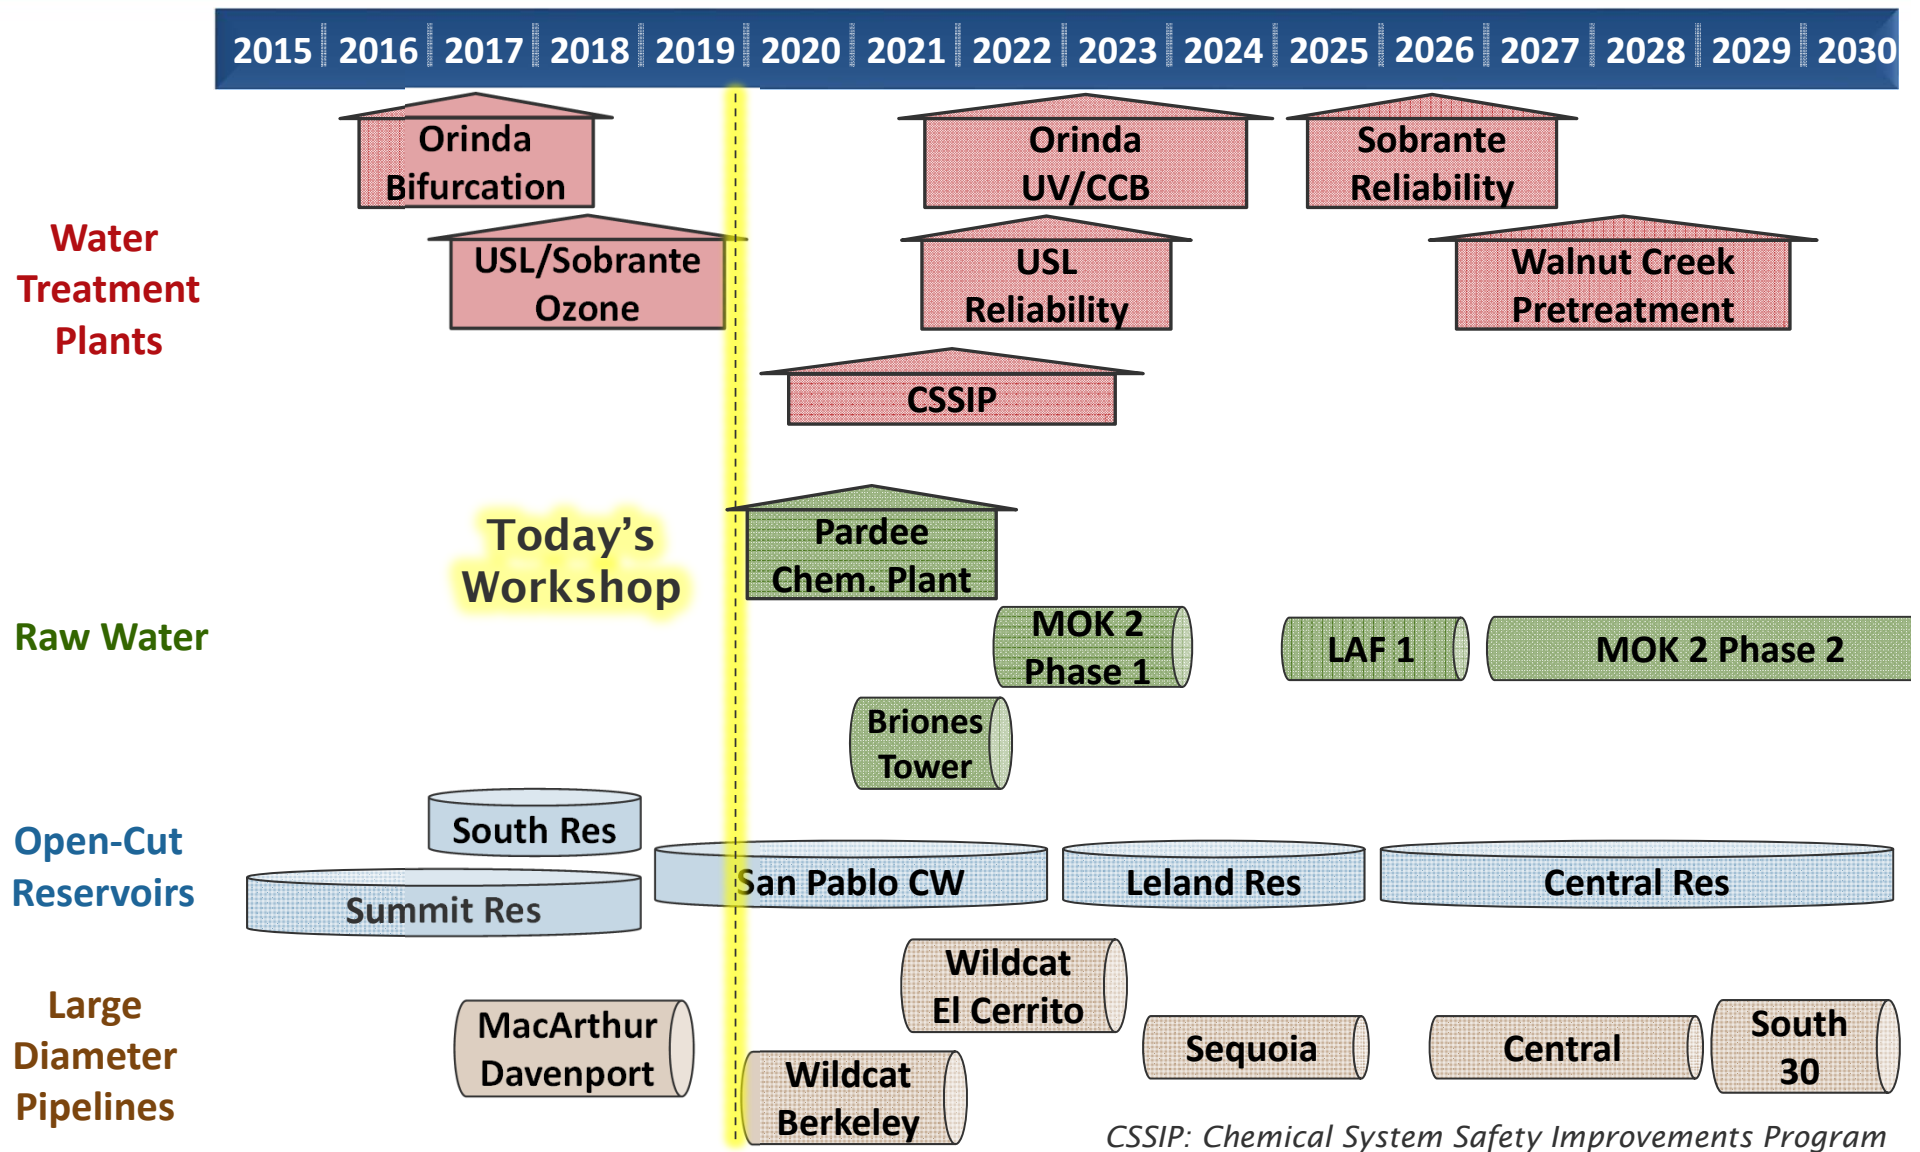 2015 2016 2017 2018 2019 2020 2021 2022 2023 2024 2025 2026 2027 2028 2029 2030
Water
Treatment
Plants
Orinda
Bifurcation
Orinda
UV/CCB
Sobrante
Reliability
USL/Sobrante
Ozone
USL
Reliability
Walnut Creek
Pretreatment
CSSIP
Today's
Workshop
Raw Water
Pardee
Chem. Plant
MOK 2
Phase 1
LAF 1
MOK 2 Phase 2
Briones
Tower
Open-Cut
Reservoirs
South Res
Summit Res
San Pablo CW
Leland Res
Central Res
Large
Diameter
Pipelines
MacArthur
Davenport
Wildcat
El Cerrito
Wildcat
Berkeley
Sequoia
Central
South
30
CSSIP: Chemical System Safety Improvements Program